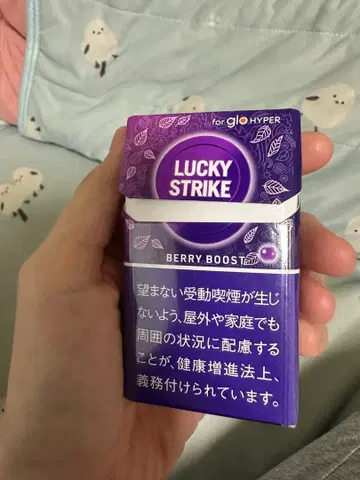 for glo HYPER
LUCKY
STRIKE
BERRY BOOST
望まない受動喫煙が生じ
ないよう、屋外や家庭でも
周囲の状況に配慮する
ことが、健康増進法上、
義務付けられています。